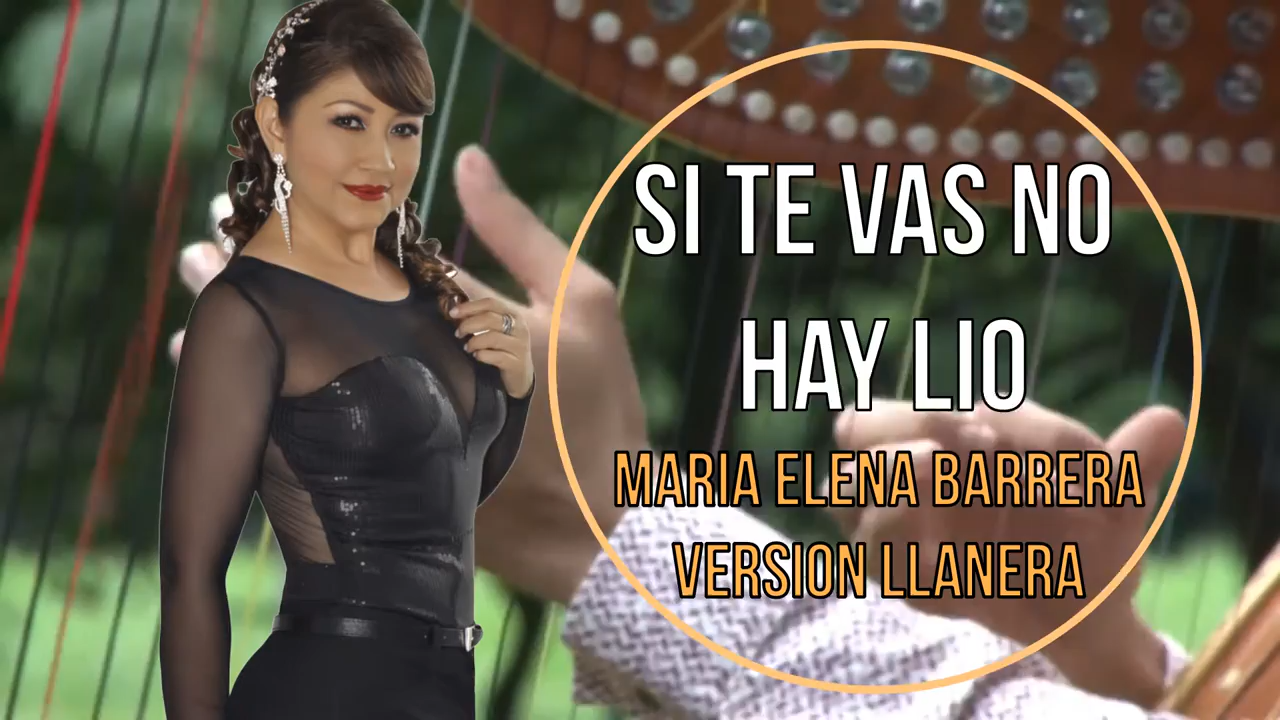 SI TE VAS NO
HAY LIO
MARIA ELENA BARRERA
VERSION LLANERA